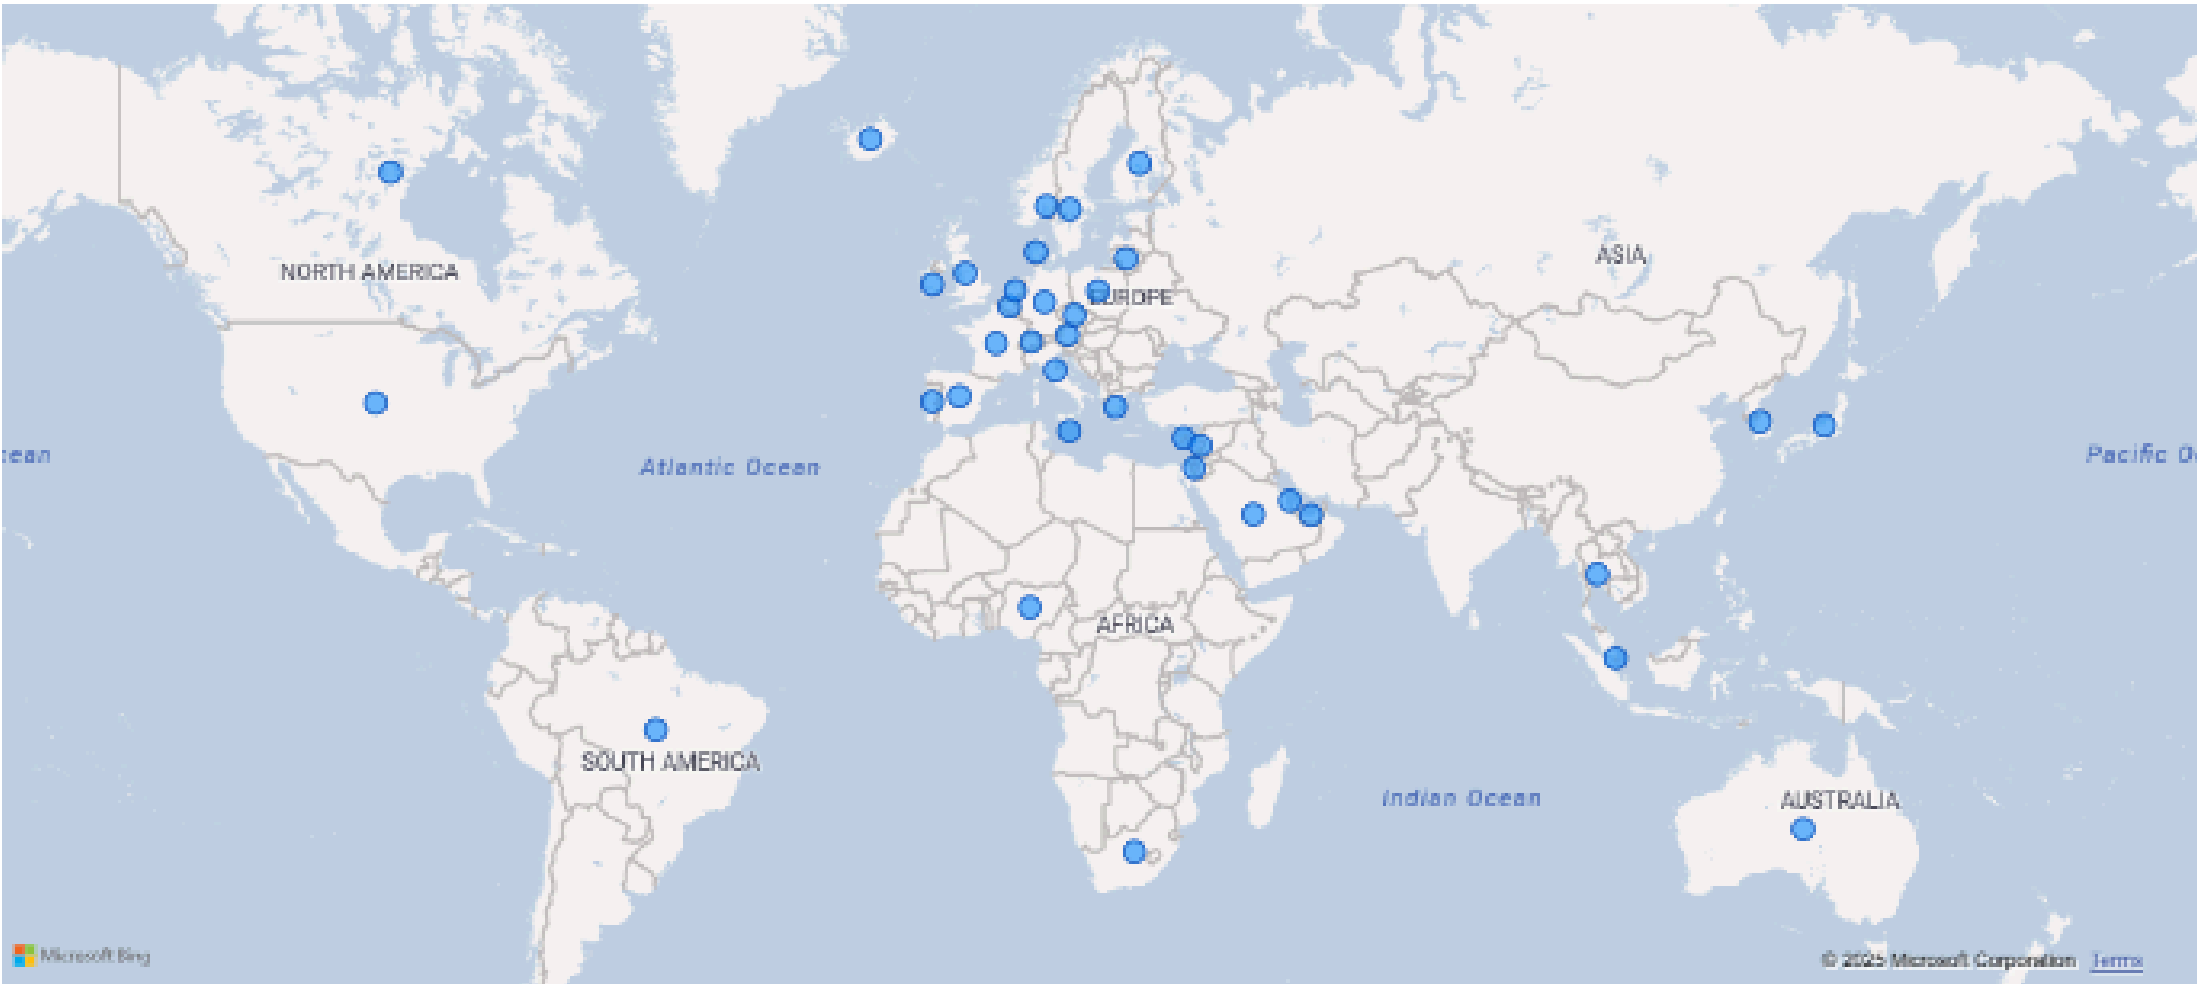 ASIA
NORTH AMERICA
EUROPE
Atlantic Ocean
cean
Pacific O
AFRICA
SOUTH AMERICA
Indian Ocean
AUSTRALIA
Microsoft Bing
© 2025 Microsoft Corporation Terms